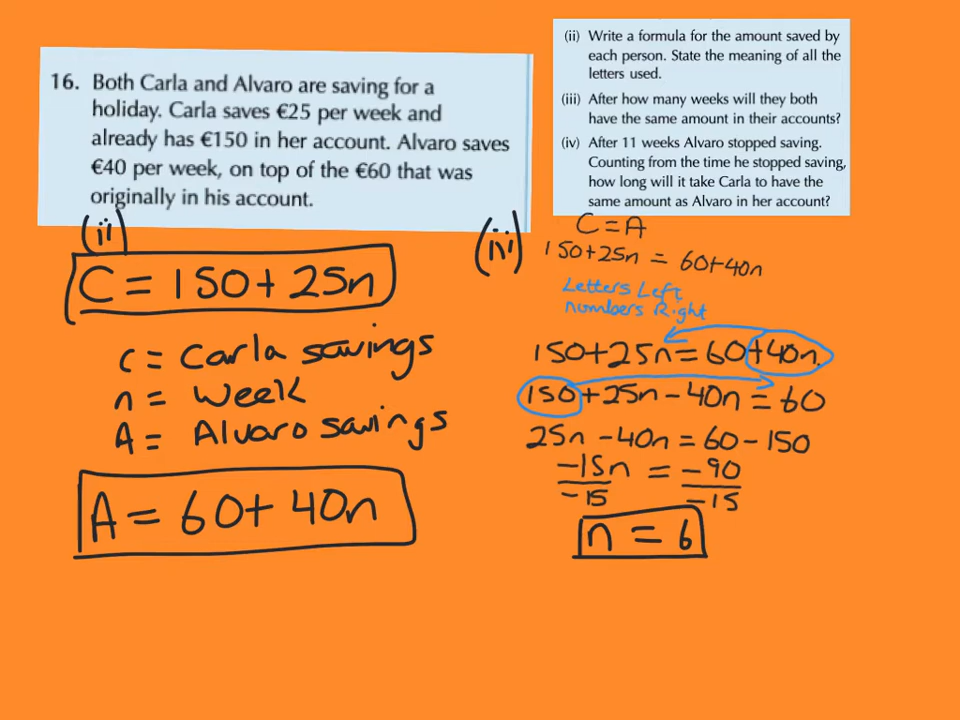 16. Both Carla and Alvaro are saving for a
holiday. Carla saves €25 per week and
already has €150 in her account. Alvaro saves
€40 per week, on top of the €60 that was
originally in his account.
(ii) Write a formula for the amount saved by
each person. State the meaning of all the
letters used.
(iii) After how many weeks will they both
have the same amount in their accounts?
(iv) After 11 weeks Alvaro stopped saving.
Counting from the time he stopped saving,
how long will it take Carla to have the
same amount as Alvaro in her account?
(ii)
C = 150 + 25n
C = Carla savings
n = Week
A = Alvaro savings
A = 60 + 40n
(iii)
C = A
150 + 25n = 60 + 40n
Letters Left
numbers Right
150 + 25n = 60 + 40n
150 + 25n - 40n = 60
25n - 40n = 60 - 150
-15n = -90
-15 -15
n = 6